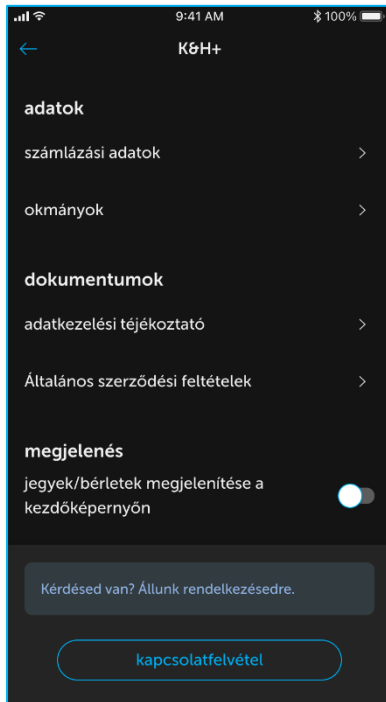 9:41 AM 100%
K&H+
adatok
számlázási adatok
okmányok
dokumentumok
adatkezelési téjékoztató
Általános szerződési feltételek
megjelenés
jegyek/bérletek megjelenítése a
kezdőképernyőn
Kérdésed van? Állunk rendelkezésedre.
kapcsolatfelvétel